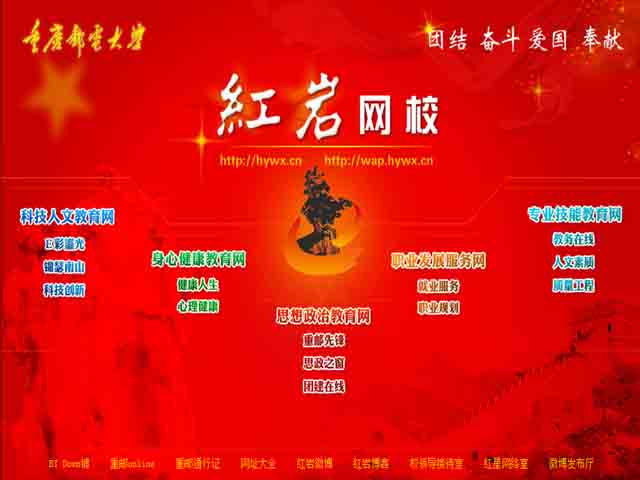 重庆邮电大学
团结 奋斗 爱国 奉献
紅岩网校
http://hywx.cn http://wap.hywx.cn
科技人文教育网
E彩流光
锦瑟南山
科技创新
身心健康教育网
健康人生
心理健康
思想政治教育网
重邮先锋
思政之窗
团建在线
职业发展服务网
就业服务
职业规划
专业技能教育网
教务在线
人文素质
质量工程
BT Down铺 重邮online 重邮通行证 网址大全 红岩微博 红岩博客 校领导接待室 红星网络室 微博发布厅